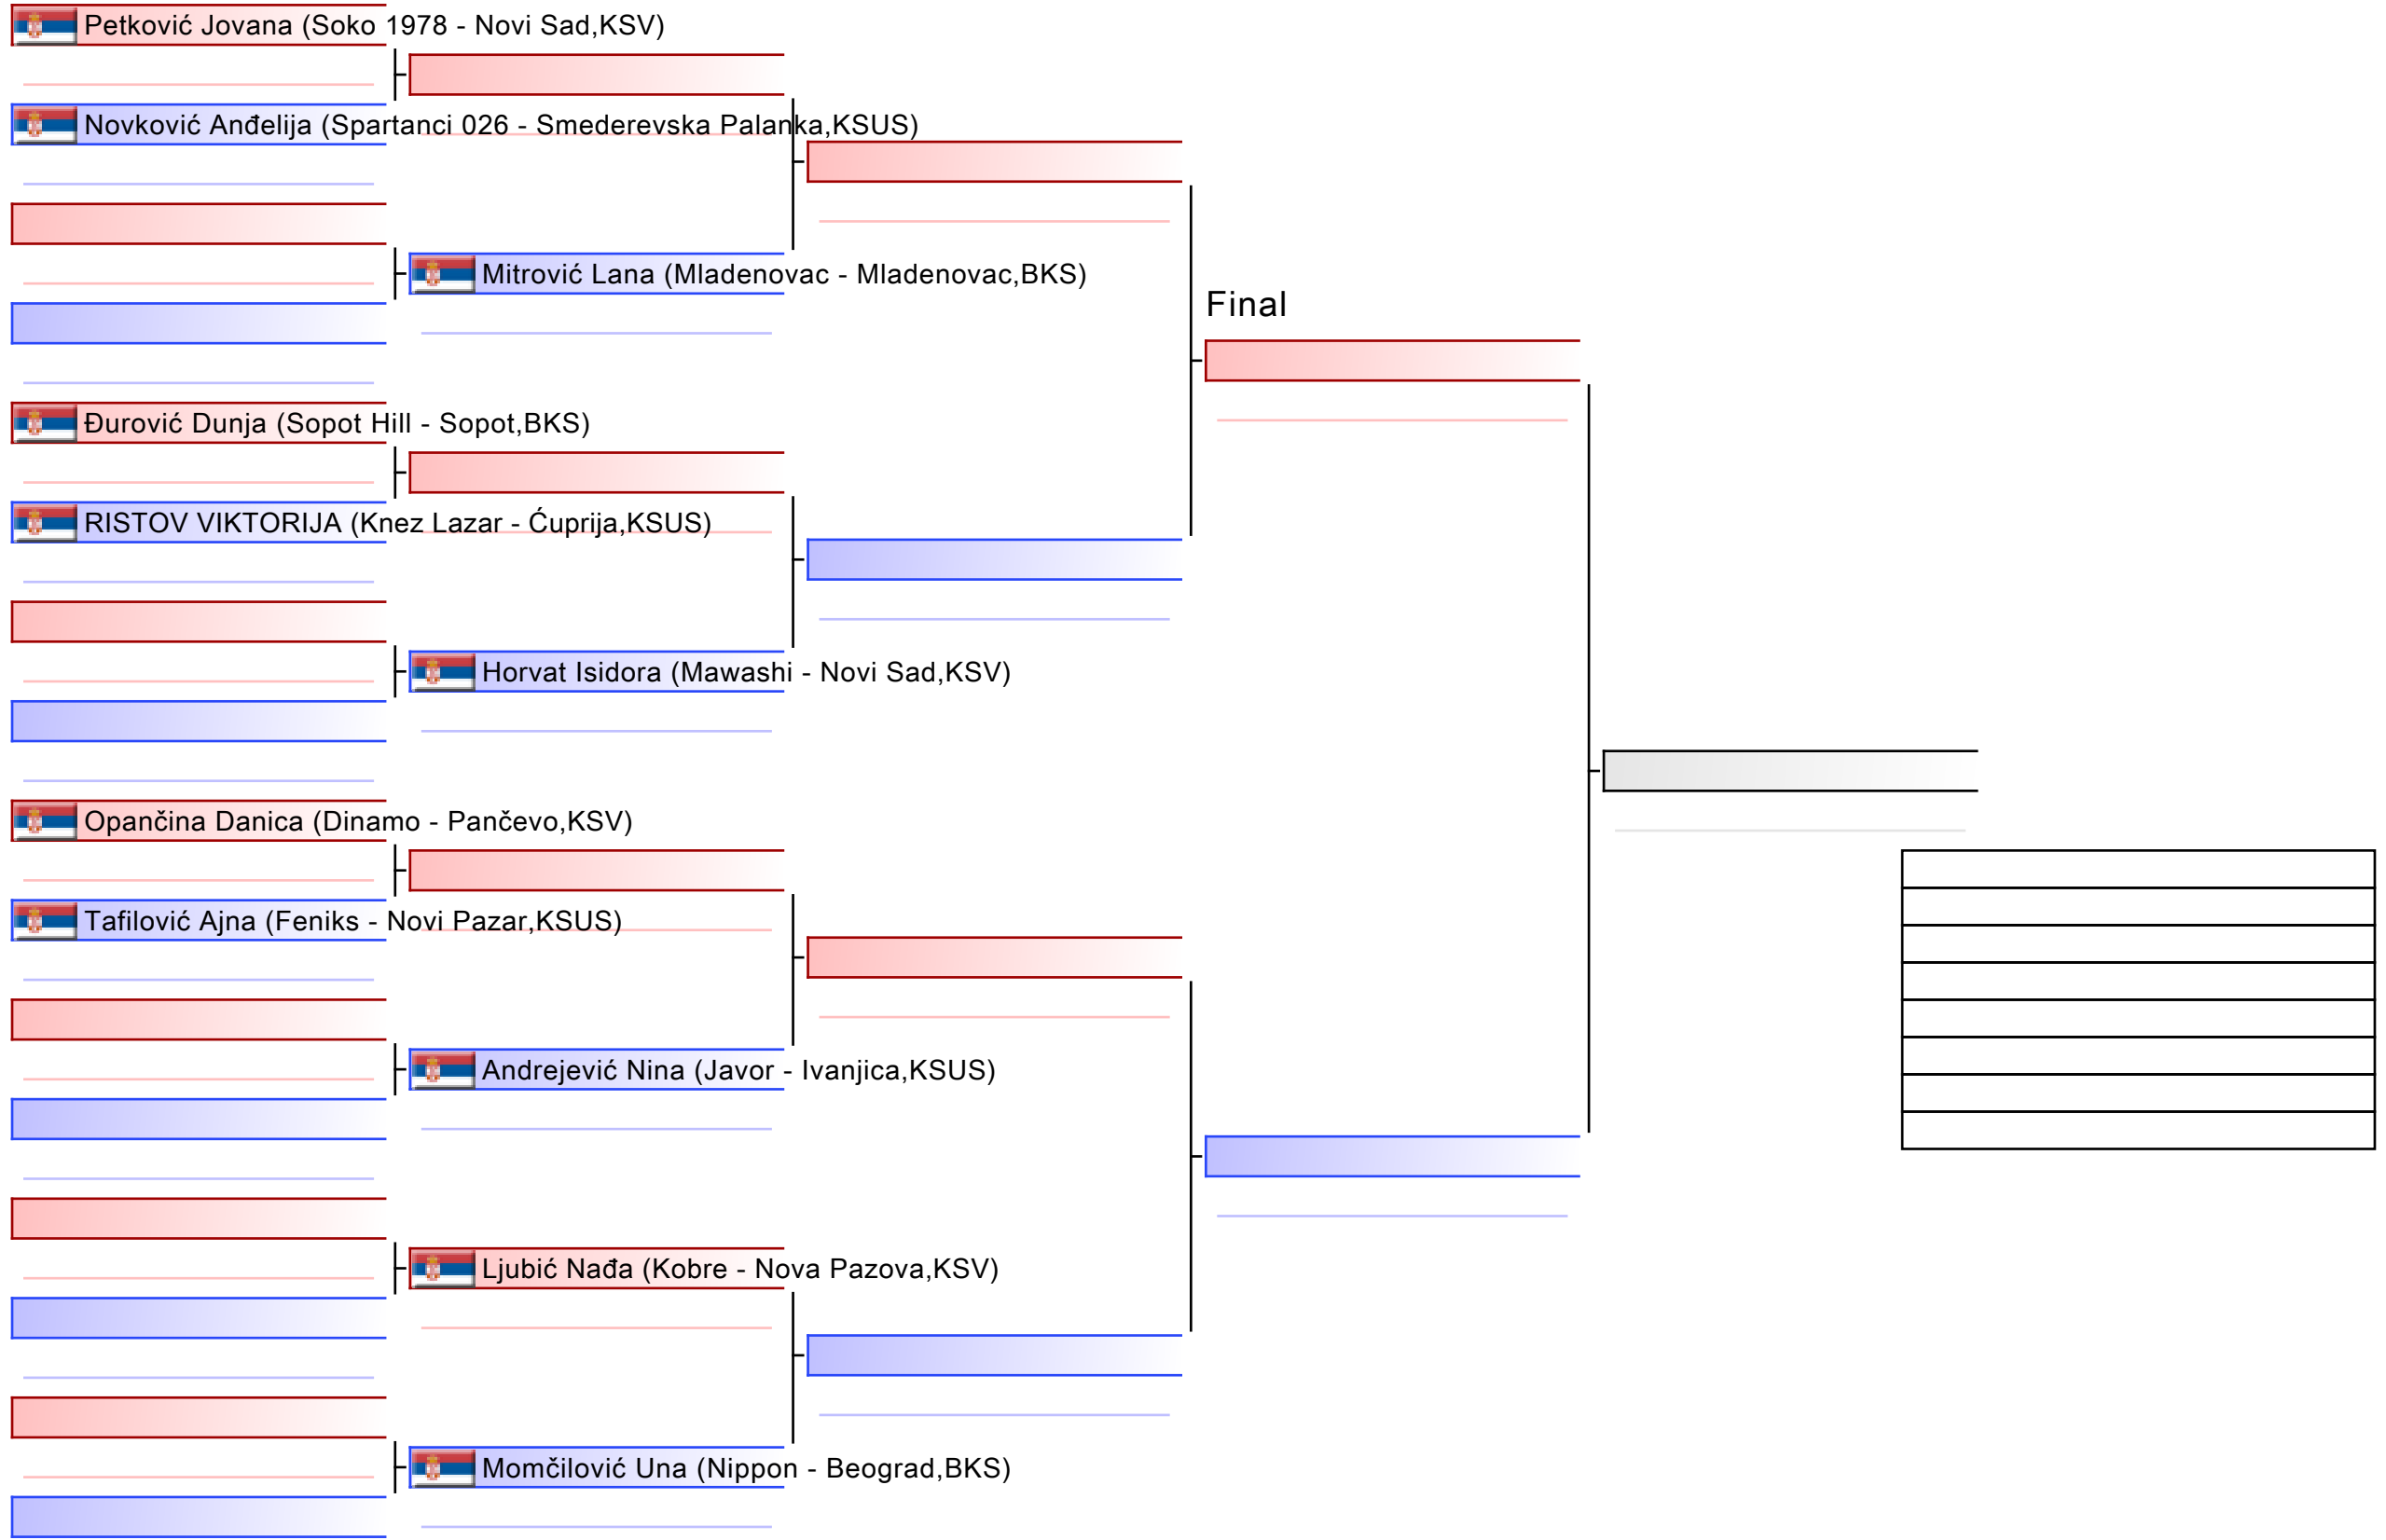 Petković Jovana (Soko 1978 - Novi Sad,KSV)
Novković Anđelija (Spartanci 026 - Smederevska Palanka,KSUS)
Mitrović Lana (Mladenovac - Mladenovac,BKS)
Final
Đurović Dunja (Sopot Hill - Sopot,BKS)
RISTOV VIKTORIJA (Knez Lazar - Ćuprija,KSUS)
Horvat Isidora (Mawashi - Novi Sad,KSV)
Opančina Danica (Dinamo - Pančevo,KSV)
Tafilović Ajna (Feniks - Novi Pazar,KSUS)
Andrejević Nina (Javor - Ivanjica,KSUS)
Ljubić Nađa (Kobre - Nova Pazova,KSV)
Momčilović Una (Nippon - Beograd,BKS)